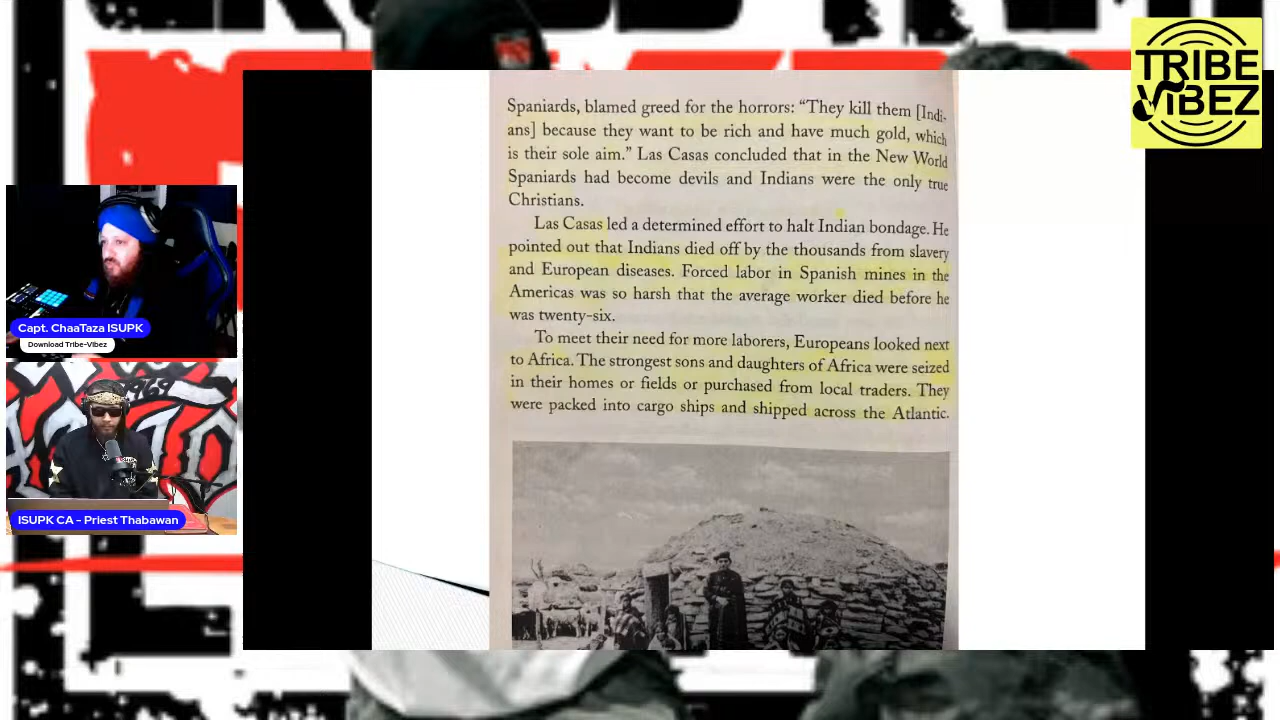 TRIBE
VIBEZ
Spaniards, blamed greed for the horrors: “They kill them [Indi-
ans] because they want to be rich and have much gold, which
is their sole aim.” Las Casas concluded that in the New World
Spaniards had become devils and Indians were the only true
Christians.
Las Casas led a determined effort to halt Indian bondage. He
pointed out that Indians died off by the thousands from slavery
and European diseases. Forced labor in Spanish mines in the
Americas was so harsh that the average worker died before he
was twenty-six.
To meet their need for more laborers, Europeans looked next
to Africa. The strongest sons and daughters of Africa were seized
in their homes or fields or purchased from local traders. They
were packed into cargo ships and shipped across the Atlantic.
Capt. ChaaTaza ISUPK
Download Tribe-Vibez
1969
ISUPK CA - Priest Thabawan